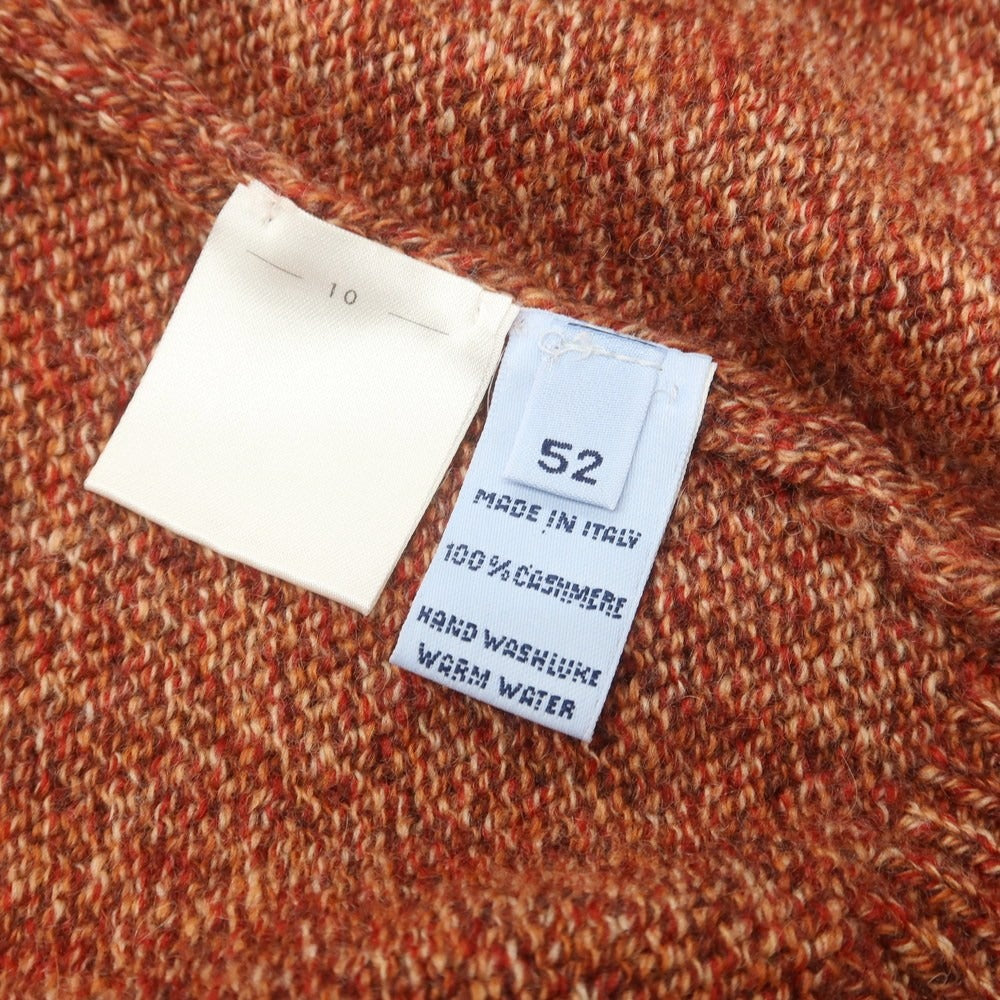 10
52
MADE IN ITALY
100% CASHMERE
HAND WASH LUKE
WARM WATER